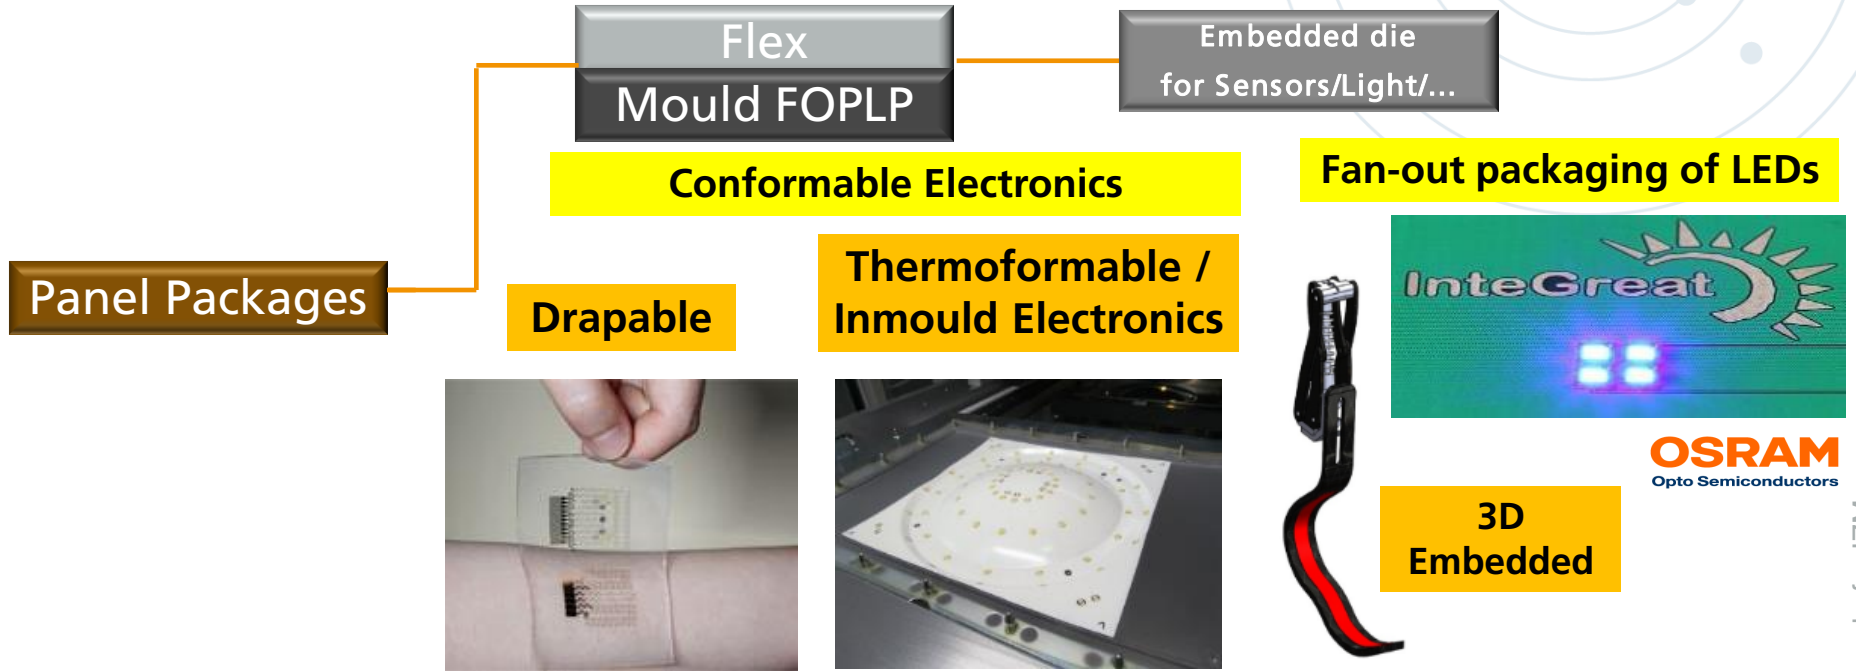 Flex
Mould FOPLP
Embedded die
for Sensors/Light/...
Conformable Electronics
Fan-out packaging of LEDs
Panel Packages
Drapable
Thermoformable /
Inmould Electronics
InteGreat
OSRAM
Opto Semiconductors
3D
Embedded